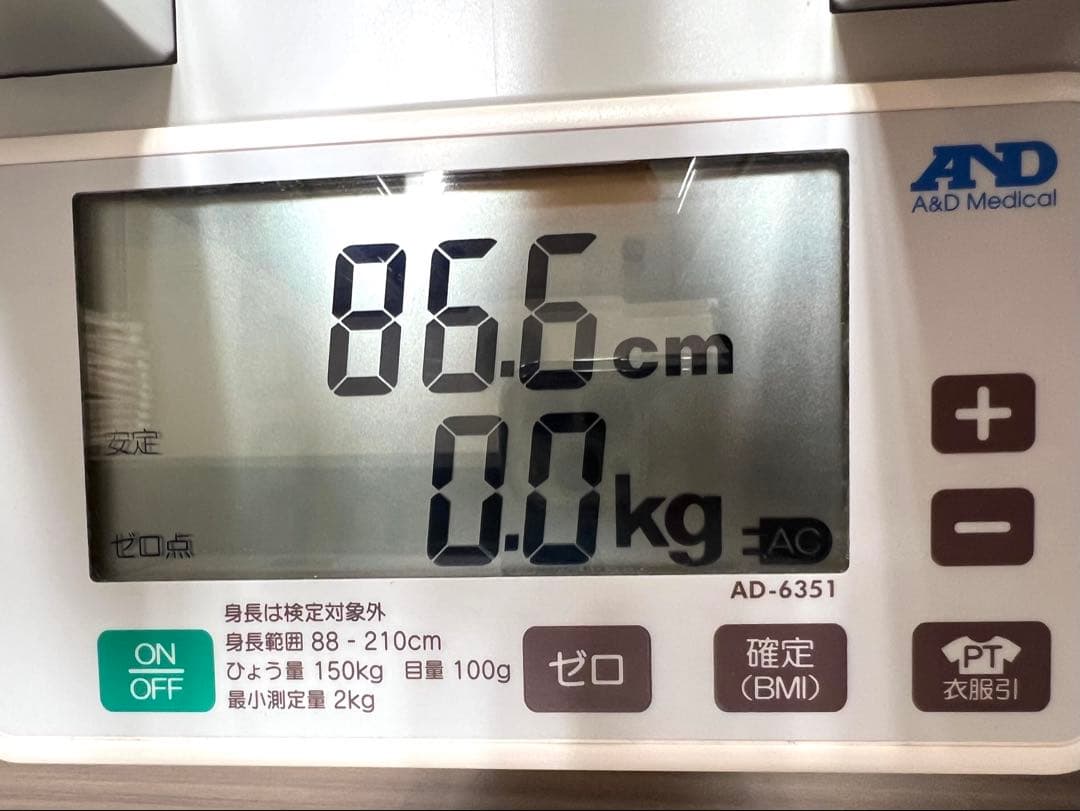 AND
A&D Medical
86.6cm
安定
0.0kg
ゼロ点
AC
AD-6351
身長は検定対象外
身長範囲 88 - 210cm
ひょう量 150kg 目量 100g
最小測定量 2kg
ON
OFF
ゼロ
確定
(BMI)
PT
衣服引
+
−